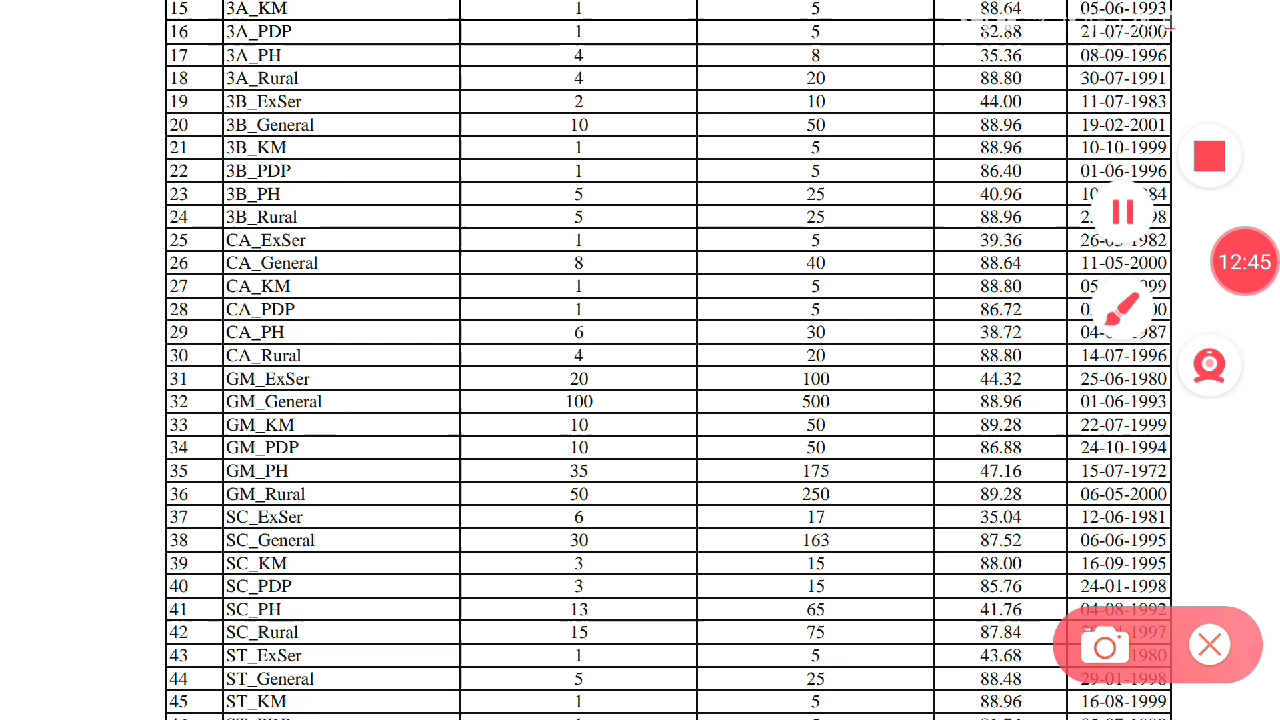 15 3A_KM 1 5 88.64 05-06-1993
16 3A_PDP 1 5 82.88 21-07-2000
17 3A_PH 4 8 35.36 08-09-1996
18 3A_Rural 4 20 88.80 30-07-1991
19 3B_ExSer 2 10 44.00 11-07-1983
20 3B_General 10 50 88.96 19-02-2001
21 3B_KM 1 5 88.96 10-10-1999
22 3B_PDP 1 5 86.40 01-06-1996
23 3B_PH 5 25 40.96
24 3B_Rural 5 25 88.96
25 CA_ExSer 1 5 39.36
26 CA_General 8 40 88.64 11-05-2000
12:45
27 CA_KM 1 5 88.80
28 CA_PDP 1 5 86.72
29 CA_PH 6 30 38.72
30 CA_Rural 4 20 88.80 14-07-1996
31 GM_ExSer 20 100 44.32 25-06-1980
32 GM_General 100 500 88.96 01-06-1993
33 GM_KM 10 50 89.28 22-07-1999
34 GM_PDP 10 50 86.88 24-10-1994
35 GM_PH 35 175 47.16 15-07-1972
36 GM_Rural 50 250 89.28 06-05-2000
37 SC_ExSer 6 17 35.04 12-06-1981
38 SC_General 30 163 87.52 06-06-1995
39 SC_KM 3 15 88.00 16-09-1995
40 SC_PDP 3 15 85.76 24-01-1998
41 SC_PH 13 65 41.76 04-08-1992
42 SC_Rural 15 75 87.84
43 ST_ExSer 1 5 43.68
44 ST_General 5 25 88.48 29-01-1998
45 ST_KM 1 5 88.96 16-08-1999